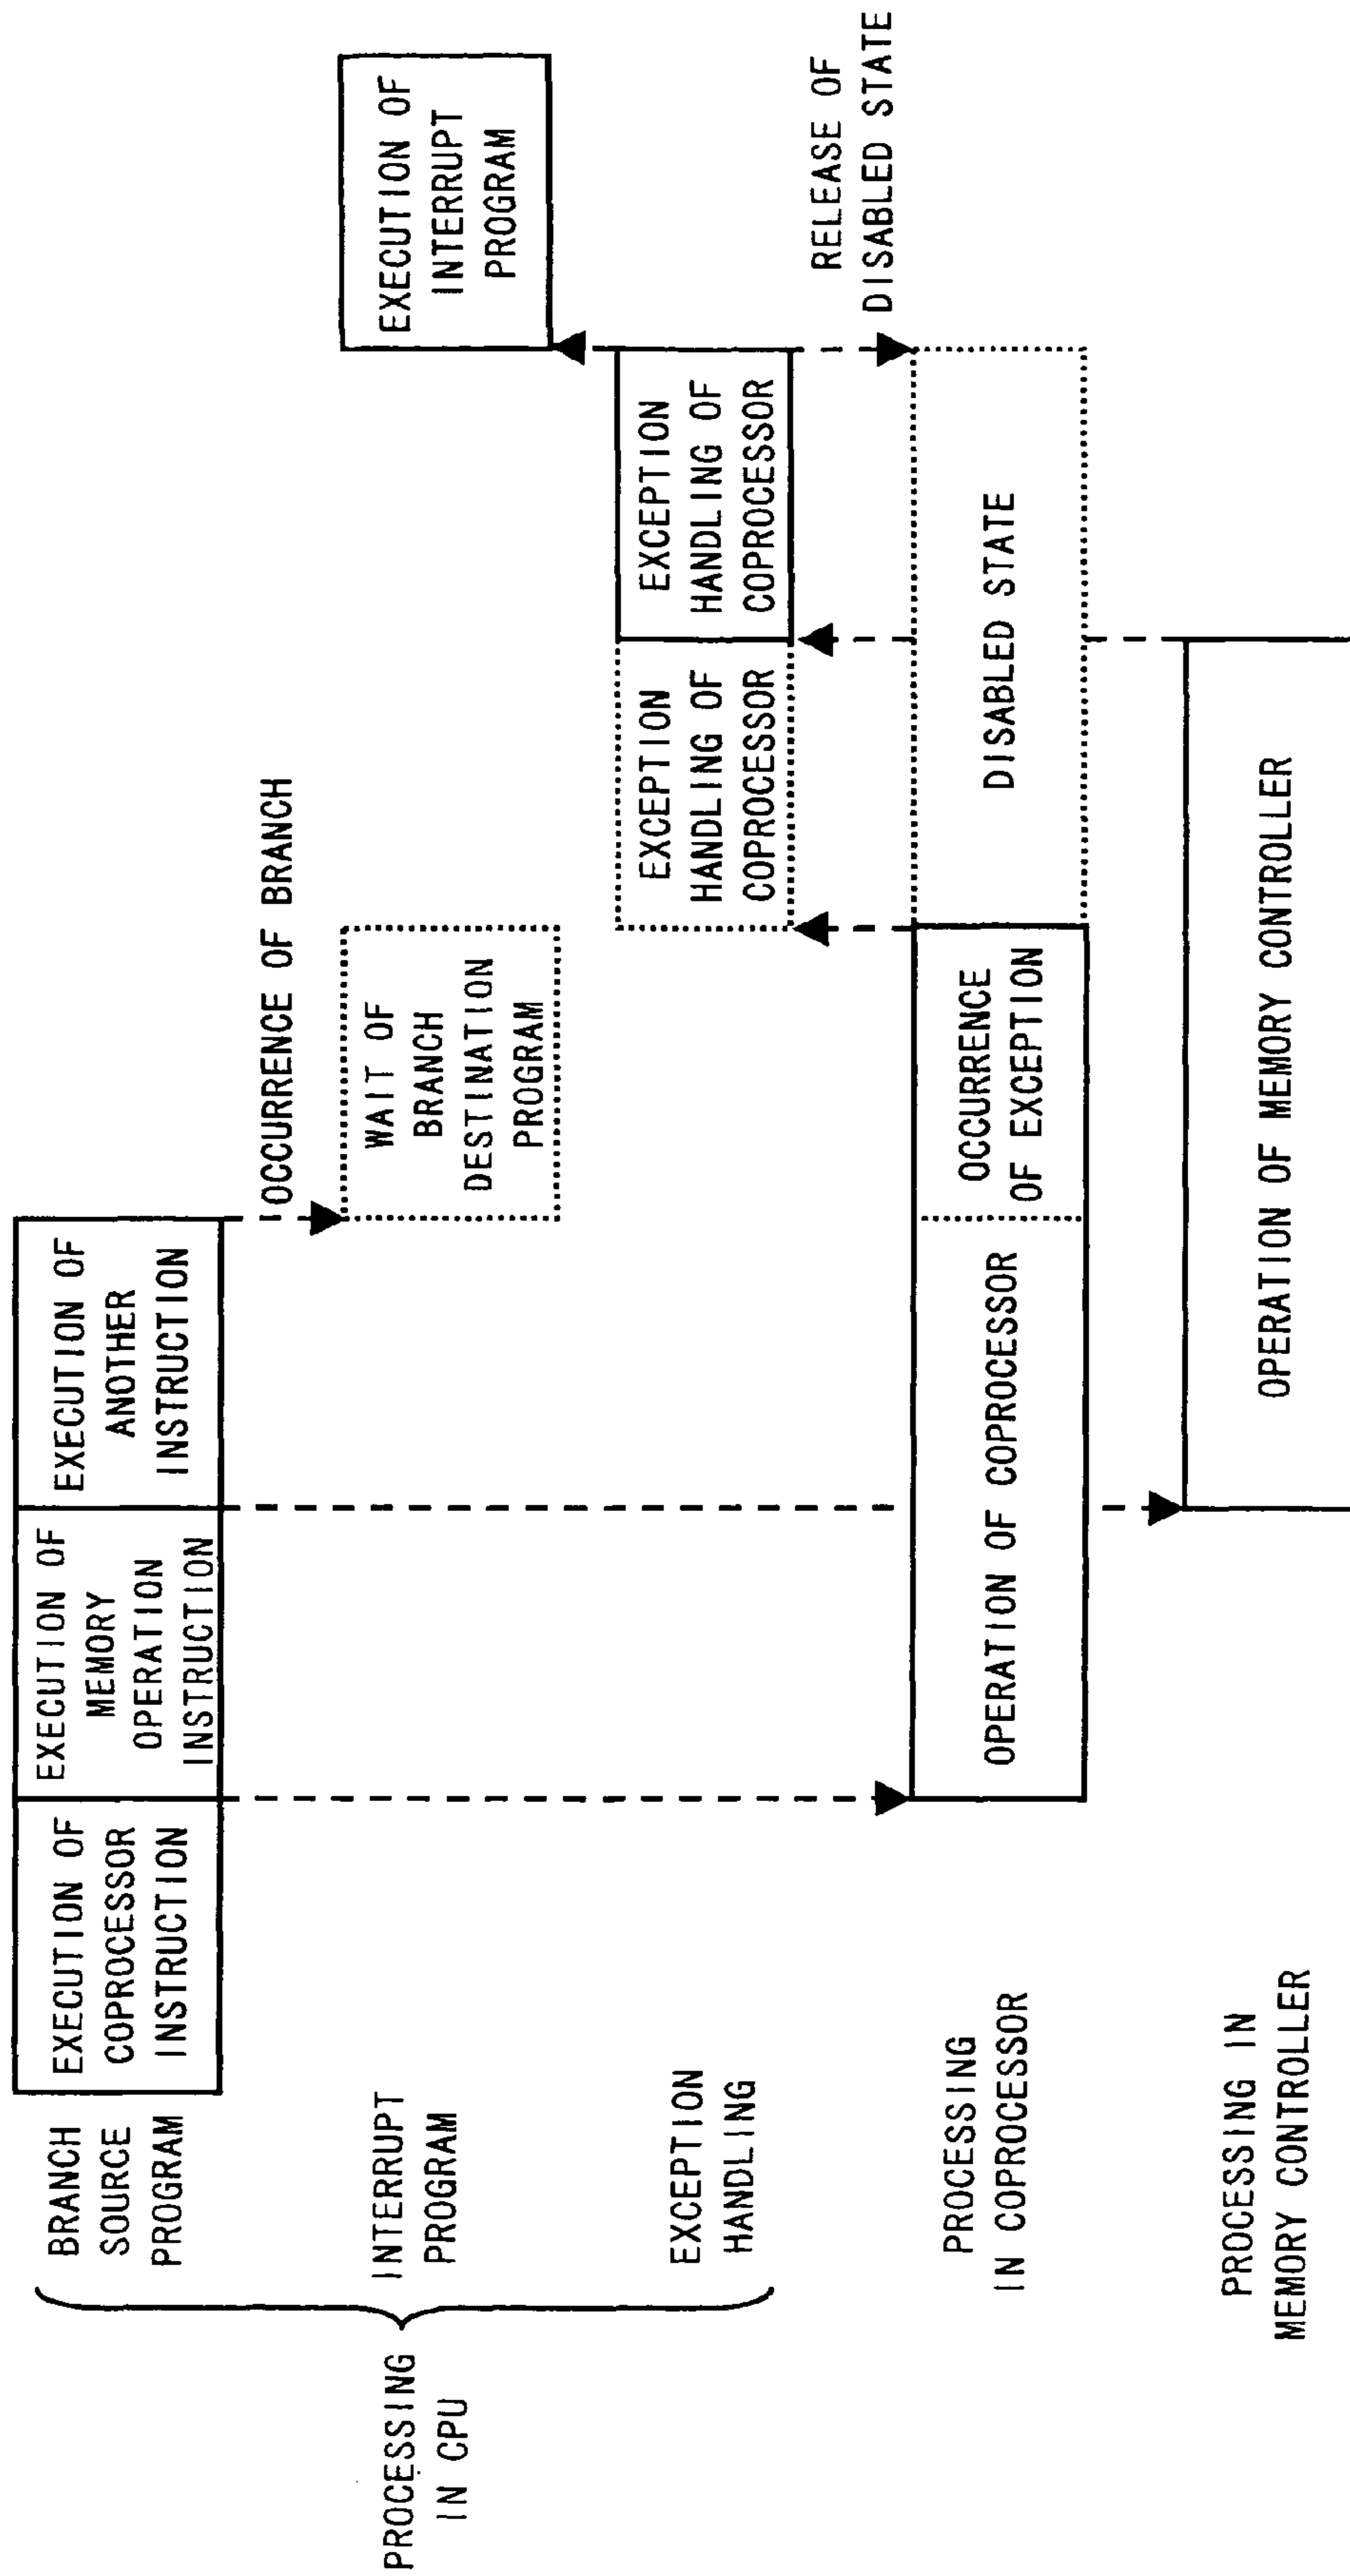 BRANCH
SOURCE
PROGRAM
EXECUTION OF
COPROCESSOR
INSTRUCTION
EXECUTION OF
MEMORY
OPERATION
INSTRUCTION
EXECUTION OF
ANOTHER
INSTRUCTION
OCCURRENCE OF BRANCH
PROCESSING
IN CPU
INTERRUPT
PROGRAM
WAIT OF
BRANCH
DESTINATION
PROGRAM
EXECUTION OF
INTERRUPT
PROGRAM
EXCEPTION
HANDLING
EXCEPTION
HANDLING OF
COPROCESSOR
EXCEPTION
HANDLING OF
COPROCESSOR
RELEASE OF
DISABLED STATE
PROCESSING
IN COPROCESSOR
OPERATION OF COPROCESSOR
OCCURRENCE
OF EXCEPTION
DISABLED STATE
PROCESSING IN
MEMORY CONTROLLER
OPERATION OF MEMORY CONTROLLER